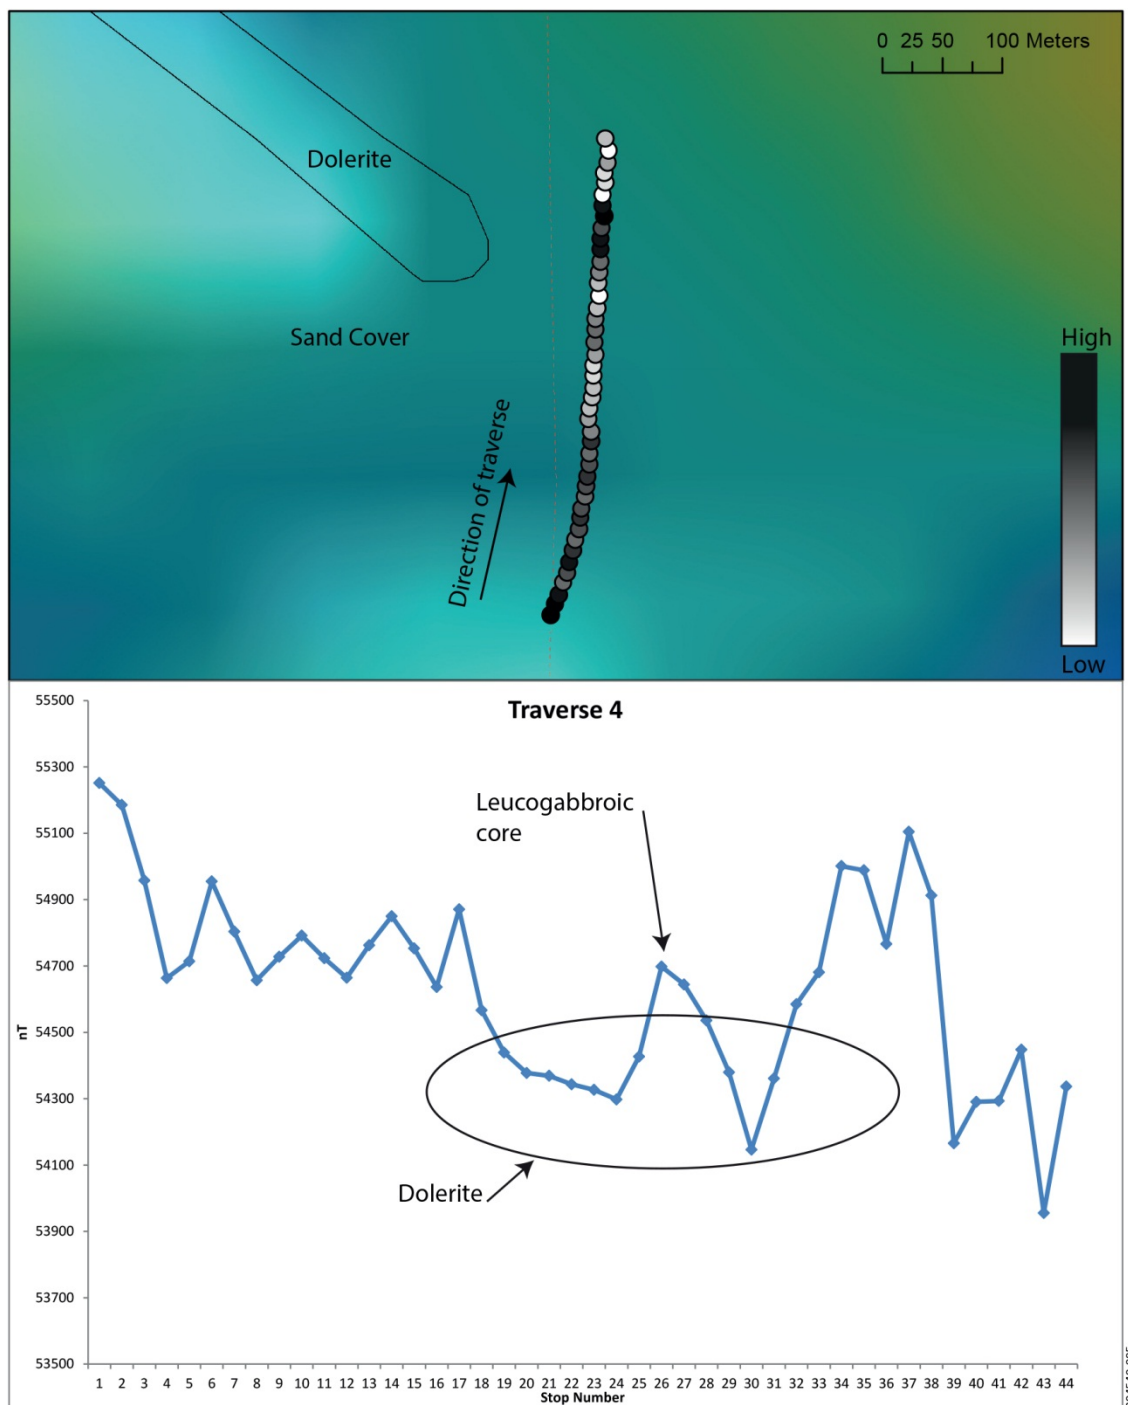 0 25 50 100 Meters
Dolerite
Sand Cover
High
Direction of traverse
Low
Traverse 4
55500
55300
55100
54900
54700
54500
54300
54100
53900
53700
53500
nT
Leucogabbroic
core
Dolerite
1 2 3 4 5 6 7 8 9 10 11 12 13 14 15 16 17 18 19 20 21 22 23 24 25 26 27 28 29 30 31 32 33 34 35 36 37 38 39 40 41 42 43 44
Stop Number